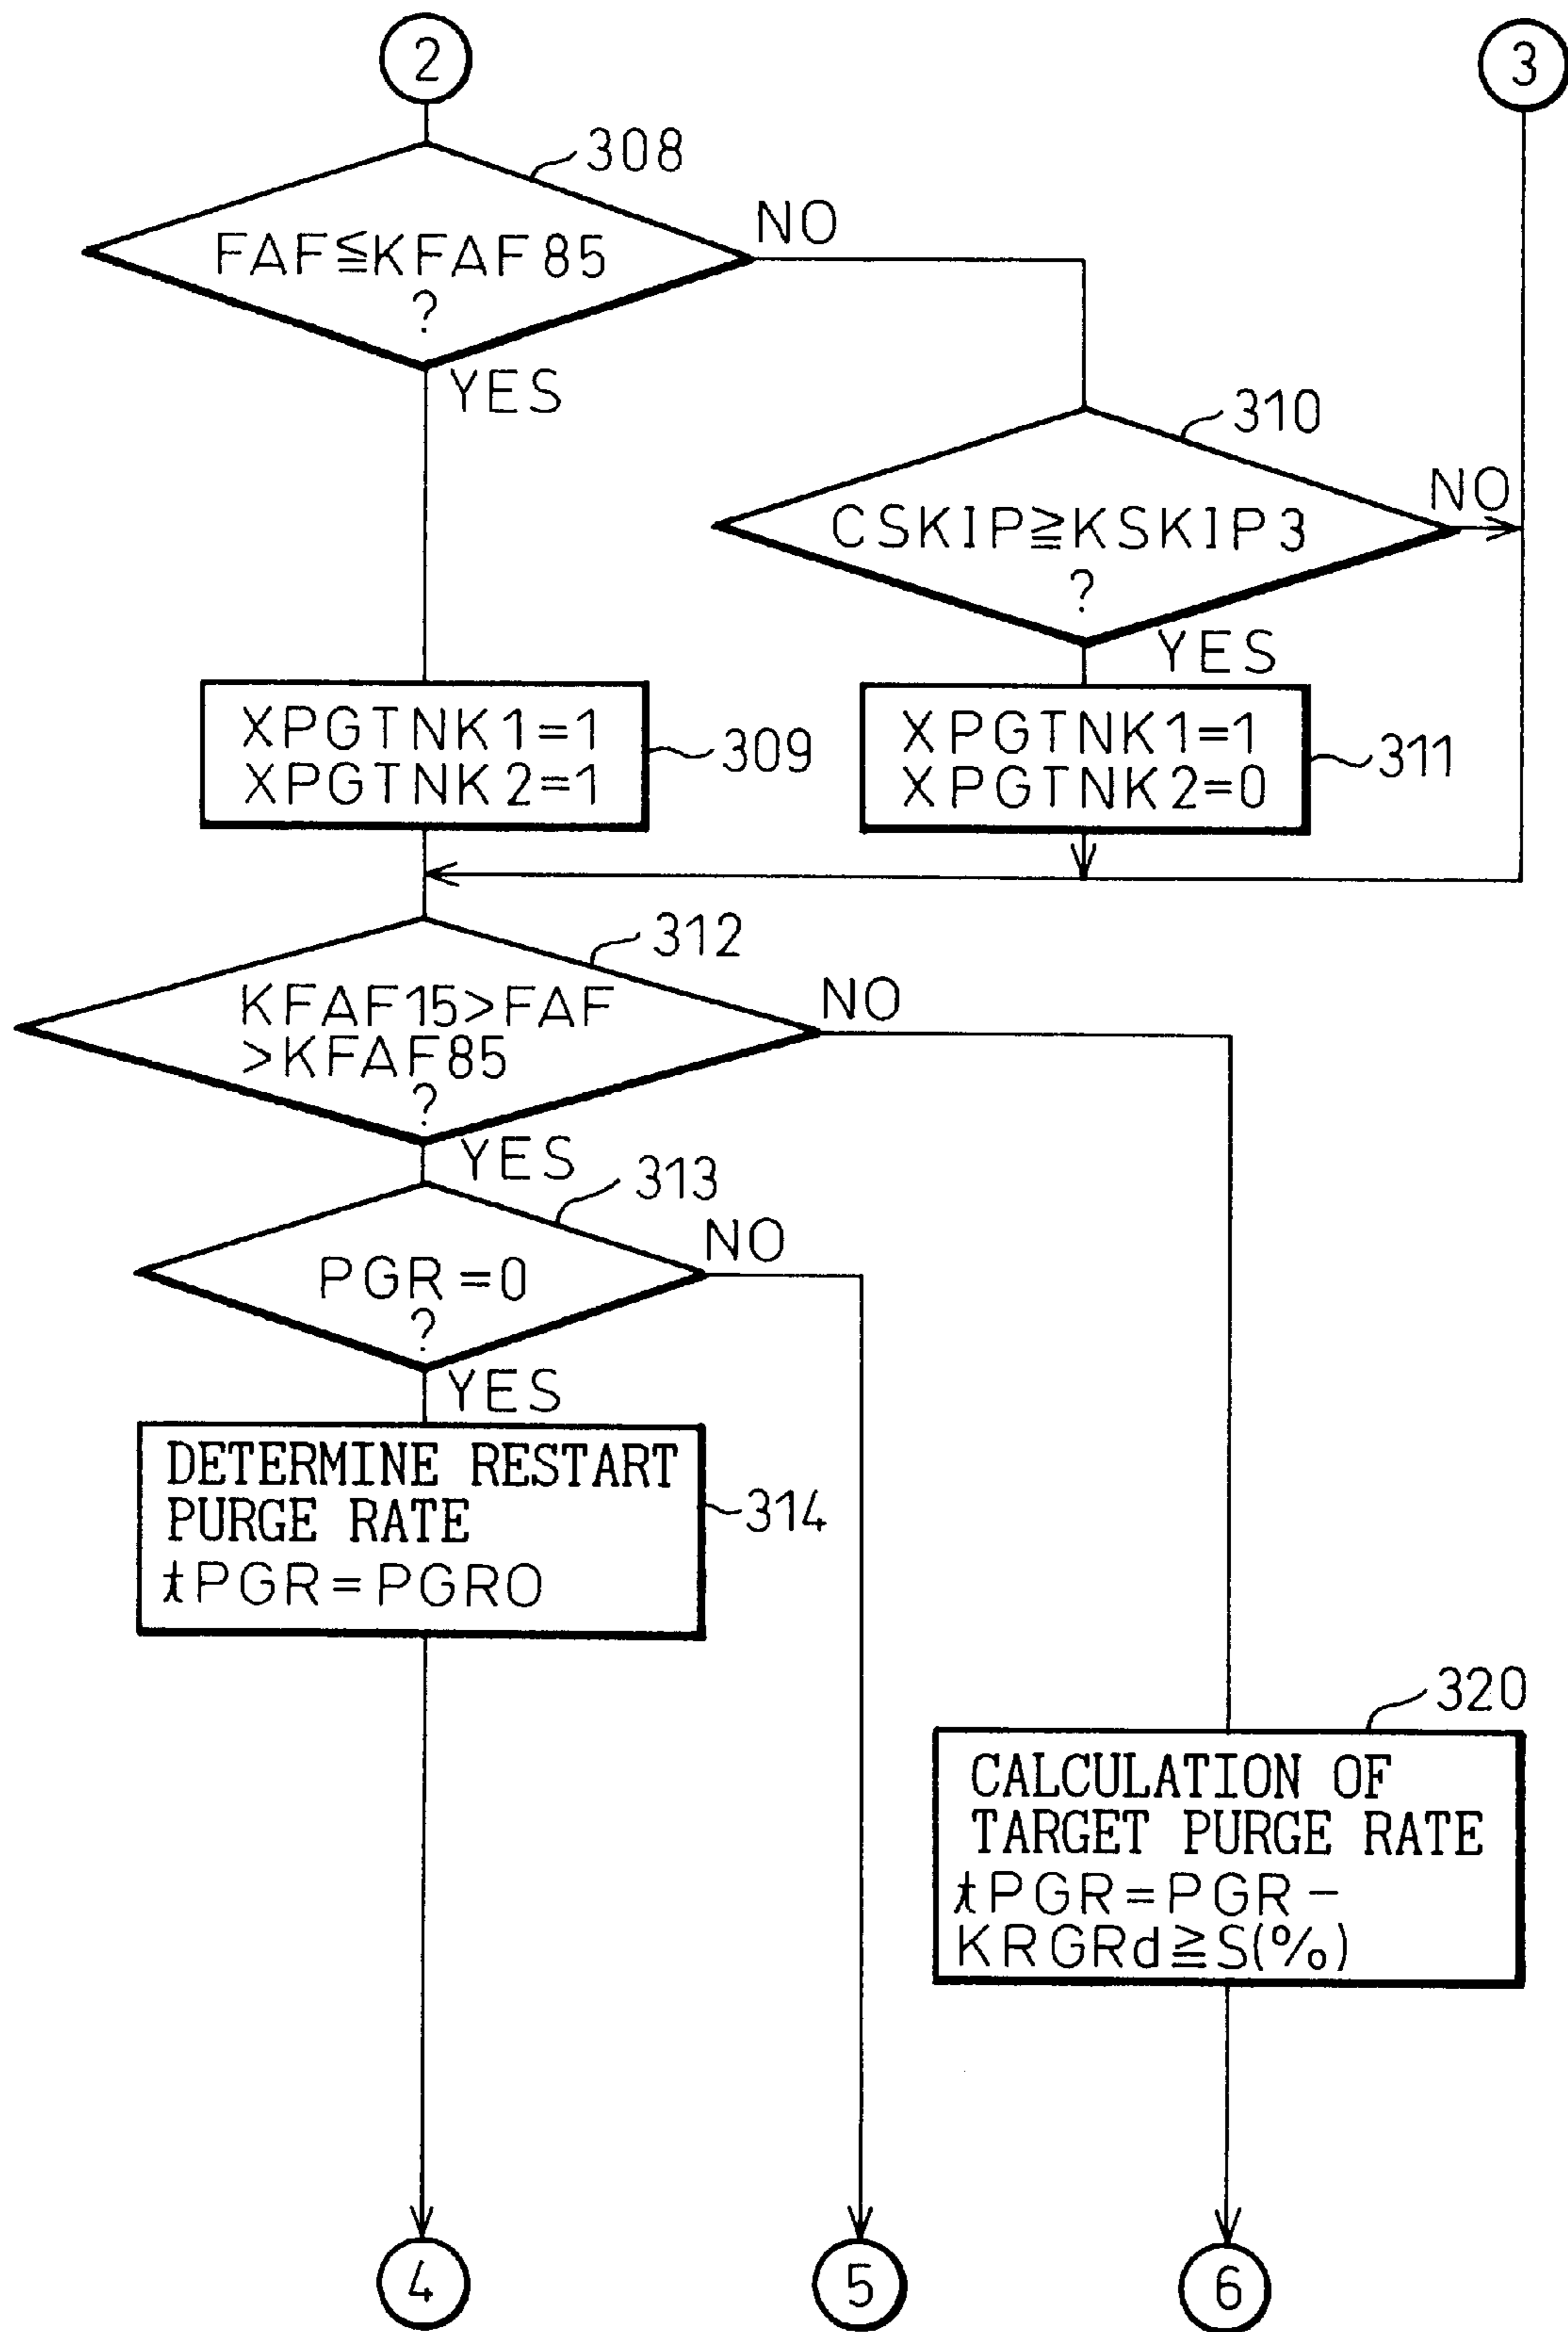 2
3
308
FAF≦KFAF85
?
NO
YES
310
CSKIP≧KSKIP3
?
NO
YES
XPGTNK1=1
XPGTNK2=1
309
XPGTNK1=1
XPGTNK2=0
311
312
KFAF15>FAF
>KFAF85
?
NO
YES
313
PGR=0
?
NO
YES
DETERMINE RESTART
PURGE RATE
tPGR=PGR0
314
320
CALCULATION OF
TARGET PURGE RATE
tPGR=PGR-
KRGRd≧S(%)
4
5
6